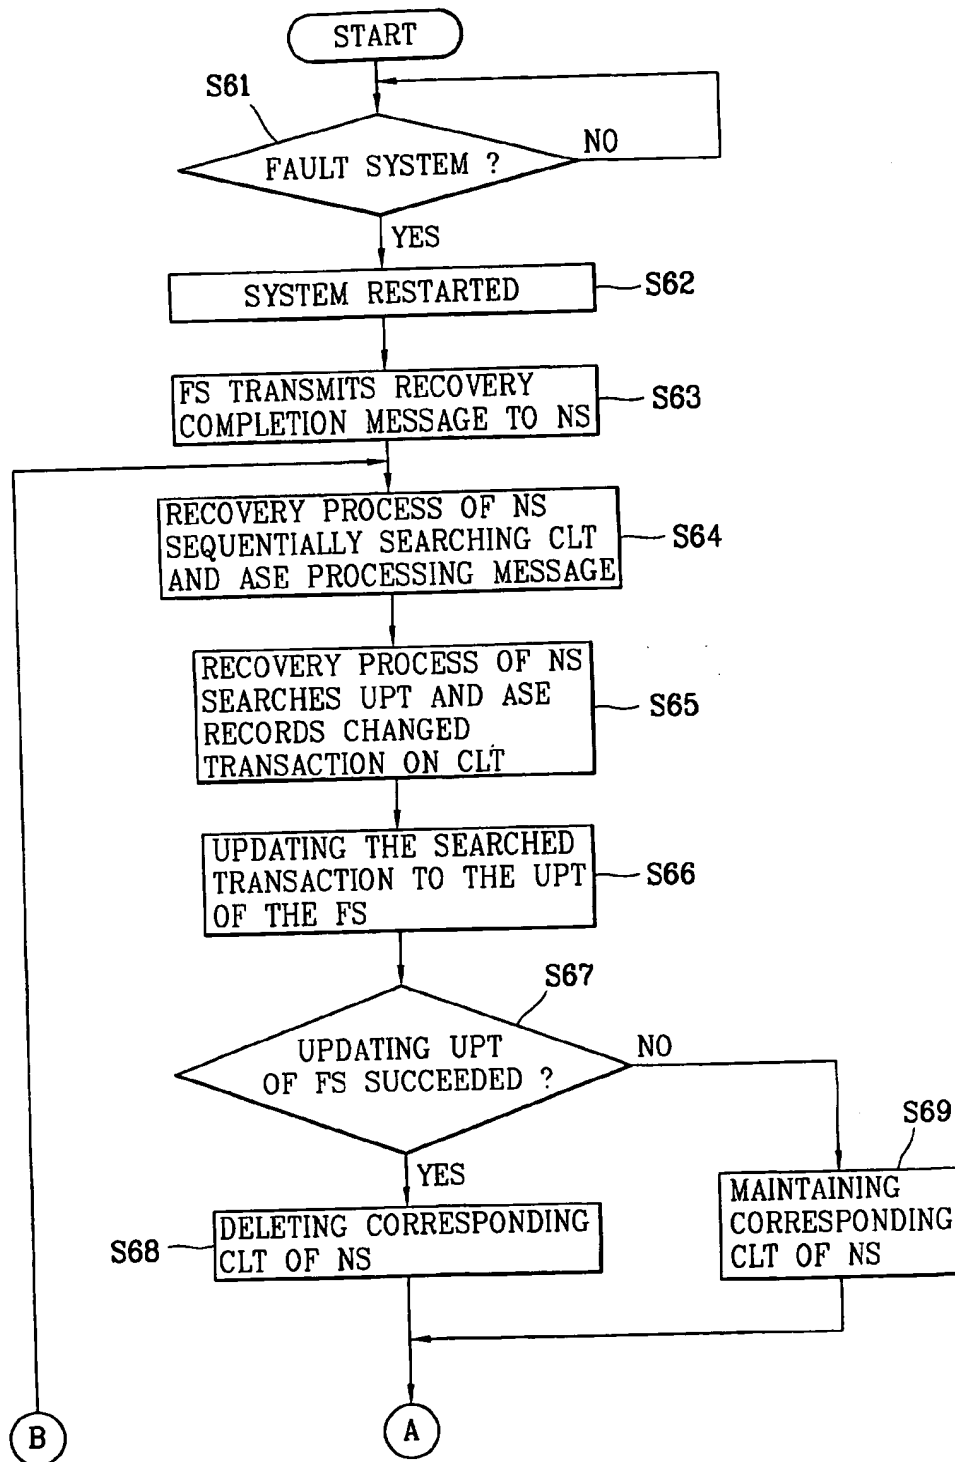 START
S61
FAULT SYSTEM ?
NO
YES
SYSTEM RESTARTED
S62
FS TRANSMITS RECOVERY
COMPLETION MESSAGE TO NS
S63
RECOVERY PROCESS OF NS
SEQUENTIALLY SEARCHING CLT
AND ASE PROCESSING MESSAGE
S64
RECOVERY PROCESS OF NS
SEARCHES UPT AND ASE
RECORDS CHANGED
TRANSACTION ON CLT
S65
UPDATING THE SEARCHED
TRANSACTION TO THE UPT
OF THE FS
S66
S67
UPDATING UPT
OF FS SUCCEEDED ?
NO
YES
S69
MAINTAINING
CORRESPONDING
CLT OF NS
S68
DELETING CORRESPONDING
CLT OF NS
B
A